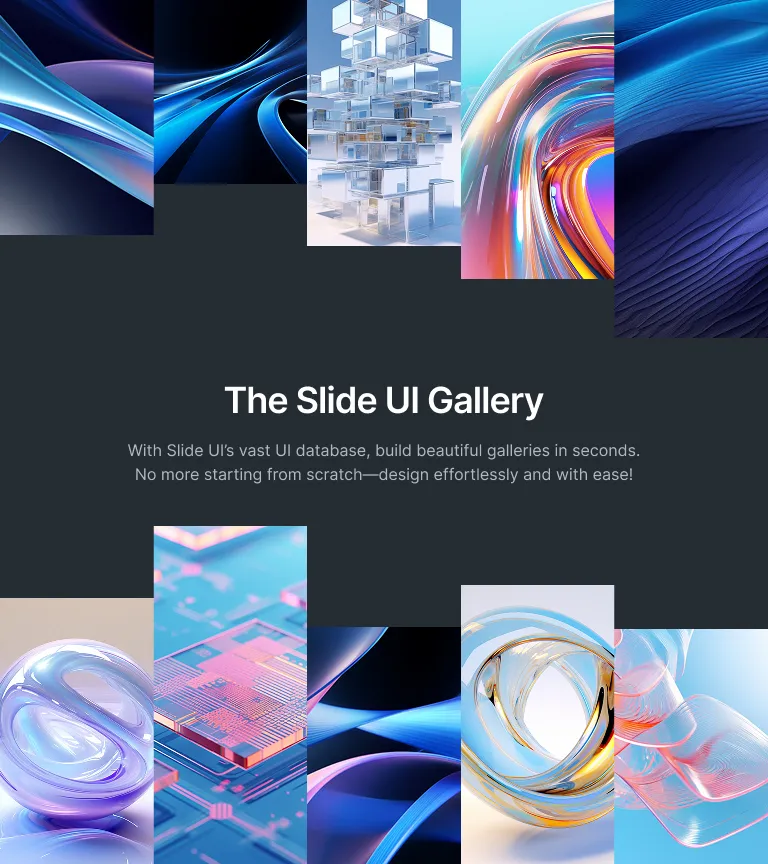 The Slide UI Gallery
With Slide UI’s vast UI database, build beautiful galleries in seconds.
No more starting from scratch—design effortlessly and with ease!